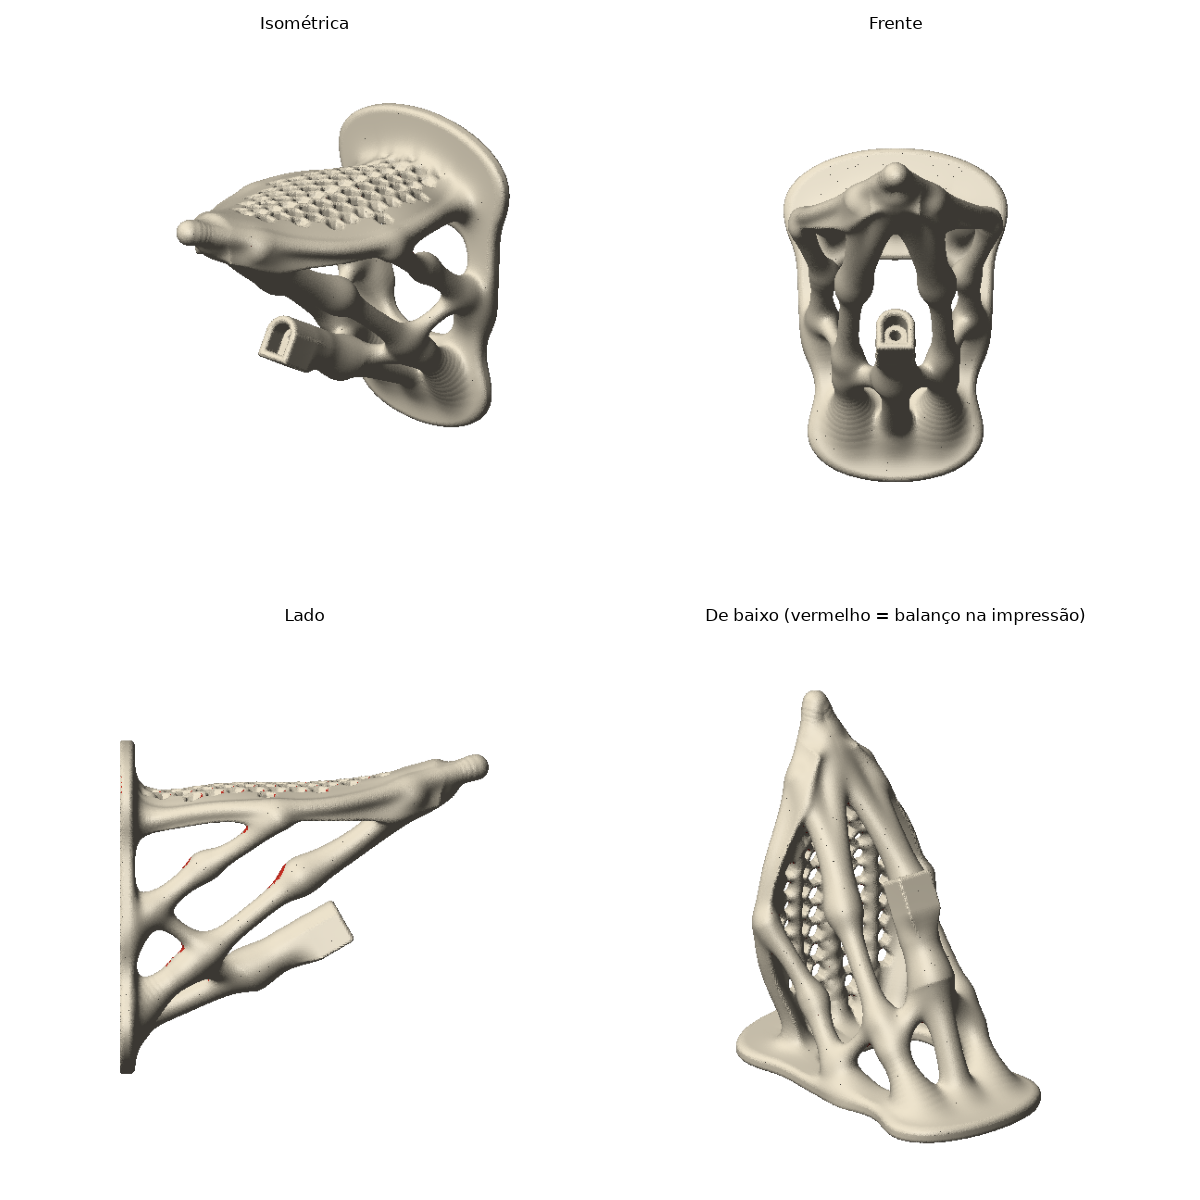 Isométrica
Frente
Lado
De baixo (vermelho = balanço na impressão)